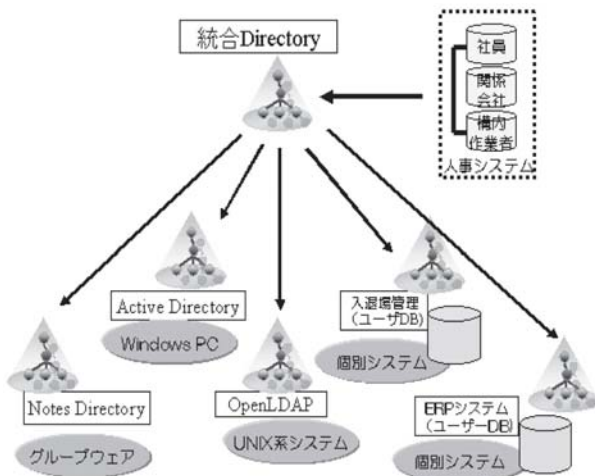 統合Directory
社員
関係
会社
構内
作業者
人事システム
Active Directory
Windows PC
入退場管理
(ユーザDB)
個別システム
Notes Directory
グループウェア
OpenLDAP
UNIX系システム
ERPシステム
(ユーザーDB)
個別システム